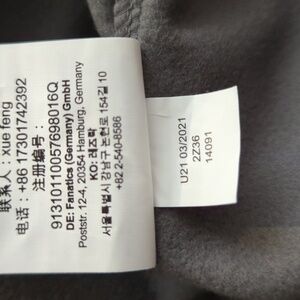 联系人：xue feng
电话：+86 17301742392
注册编号：
91310110057698016Q
DE: Fanatics (Germany) GmbH
Poststr. 12-4, 20354 Hamburg, Germany
KO: 레즈락
서울특별시 강남구 논현로 154길 10
+82 2-540-8586
U21 03/2021
2Z36
14091